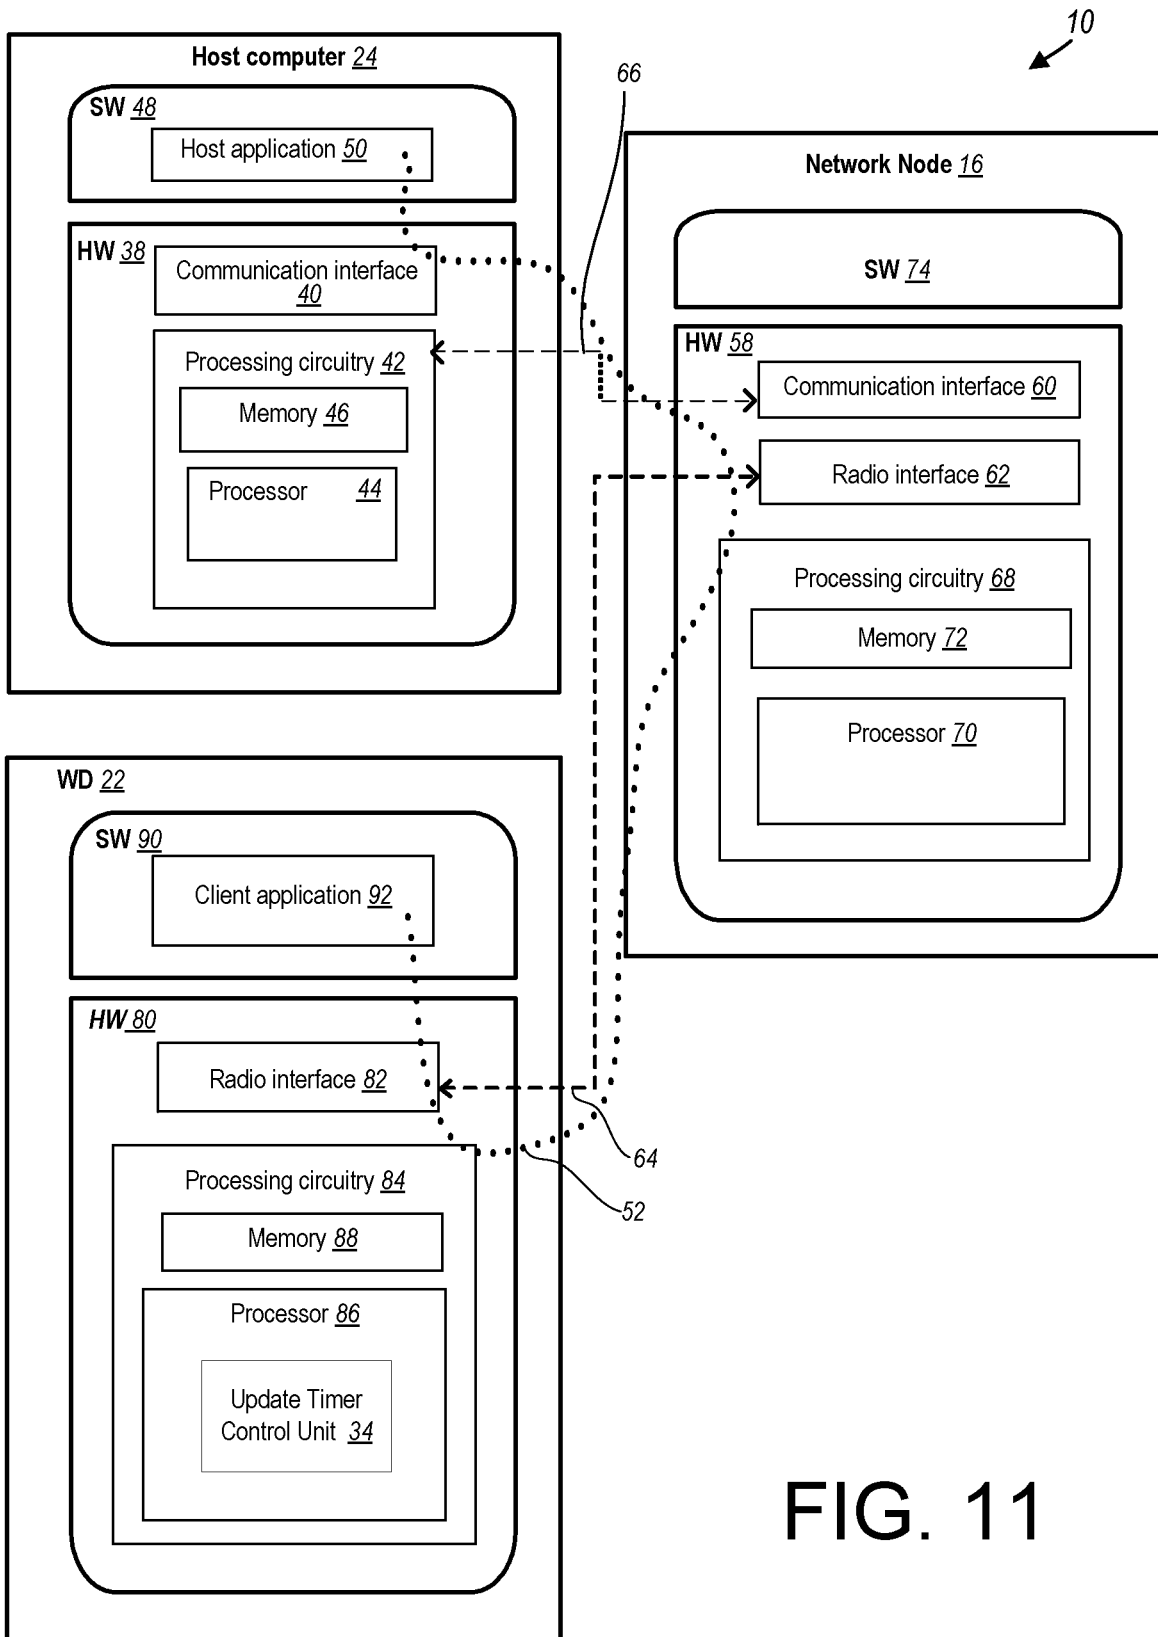 10
Host computer 24
66
SW 48
Host application 50
HW 38
Communication interface
40
Processing circuitry 42
Memory 46
Processor 44
Network Node 16
SW 74
HW 58
Communication interface 60
Radio interface 62
Processing circuitry 68
Memory 72
Processor 70
WD 22
SW 90
Client application 92
HW 80
Radio interface 82
64
52
Processing circuitry 84
Memory 88
Processor 86
Update Timer
Control Unit 34
FIG. 11